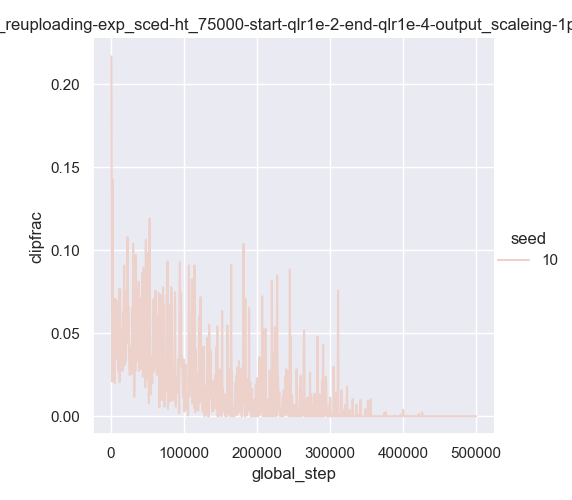 _reuploading-exp_sced-ht_75000-start-qlr1e-2-end-qlr1e-4-output_scaleing-1p
0.20
0.15
0.10
0.05
0.00
clipfrac
seed
10
0 100000 200000 300000 400000 500000
global_step